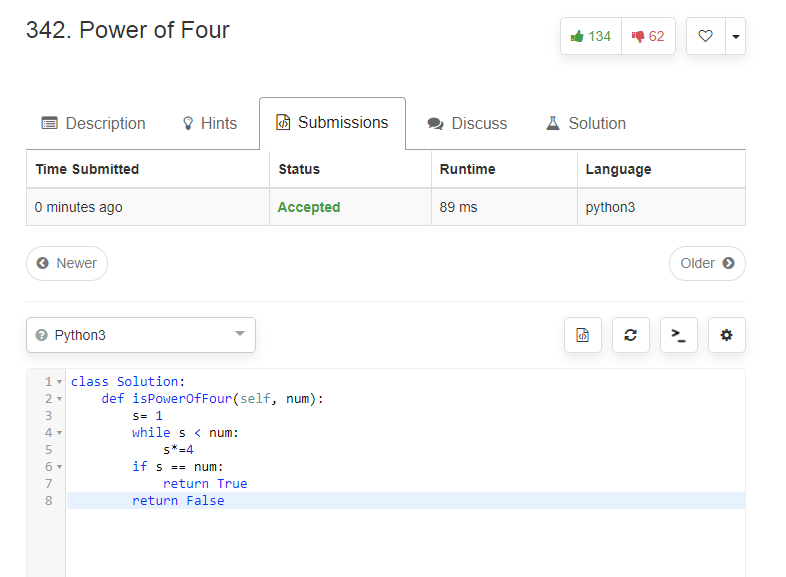 342. Power of Four
134 62
Description Hints Submissions Discuss Solution
Time Submitted Status Runtime Language
0 minutes ago Accepted 89 ms python3
Newer Older
Python3
1 class Solution:
2     def isPowerOfFour(self, num):
3         s= 1
4         while s < num:
5             s*=4
6         if s == num:
7             return True
8         return False